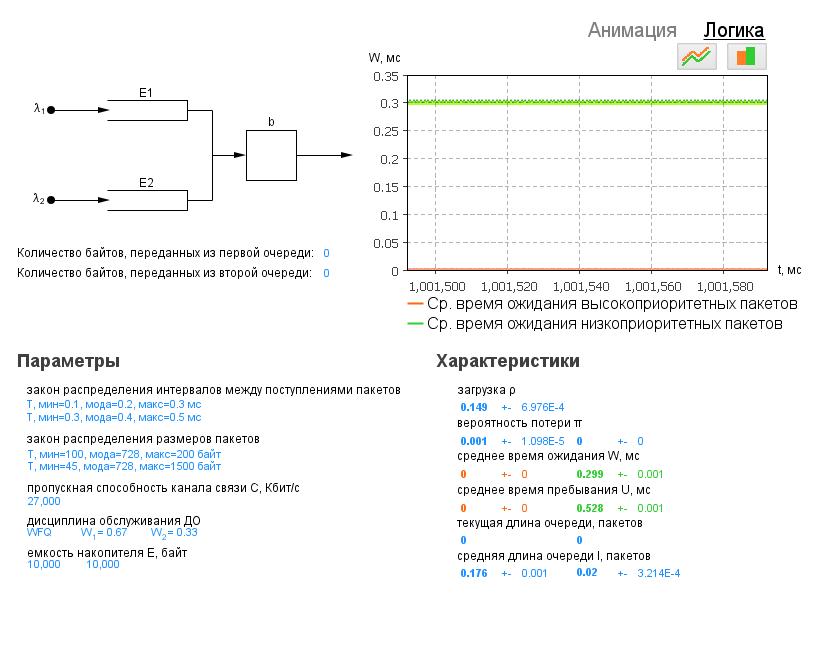 Анимация Логика
W, мс
0.35
0.3
0.25
0.2
0.15
0.1
0.05
0
1,001,500 1,001,520 1,001,540 1,001,560 1,001,580
t, мс
Ср. время ожидания высокоприоритетных пакетов
Ср. время ожидания низкоприоритетных пакетов
E1
λ1
b
E2
λ2
Количество байтов, переданных из первой очереди: 0
Количество байтов, переданных из второй очереди: 0
Параметры
закон распределения интервалов между поступлениями пакетов
T, мин=0.1, мода=0.2, макс=0.3 мс
T, мин=0.3, мода=0.4, макс=0.5 мс
закон распределения размеров пакетов
T, мин=100, мода=728, макс=200 байт
T, мин=45, мода=728, макс=1500 байт
пропускная способность канала связи C, Кбит/с
27,000
дисциплина обслуживания ДО
WFQ W1= 0.67 W2= 0.33
емкость накопителя E, байт
10,000 10,000
Характеристики
загрузка ρ
0.149 +- 6.976E-4
вероятность потери π
0.001 +- 1.098E-5 0 +- 0
среднее время ожидания W, мс
0 +- 0 0.299 +- 0.001
среднее время пребывания U, мс
0 +- 0 0.528 +- 0.001
текущая длина очереди, пакетов
0 0
средняя длина очереди l, пакетов
0.176 +- 0.001 0.02 +- 3.214E-4